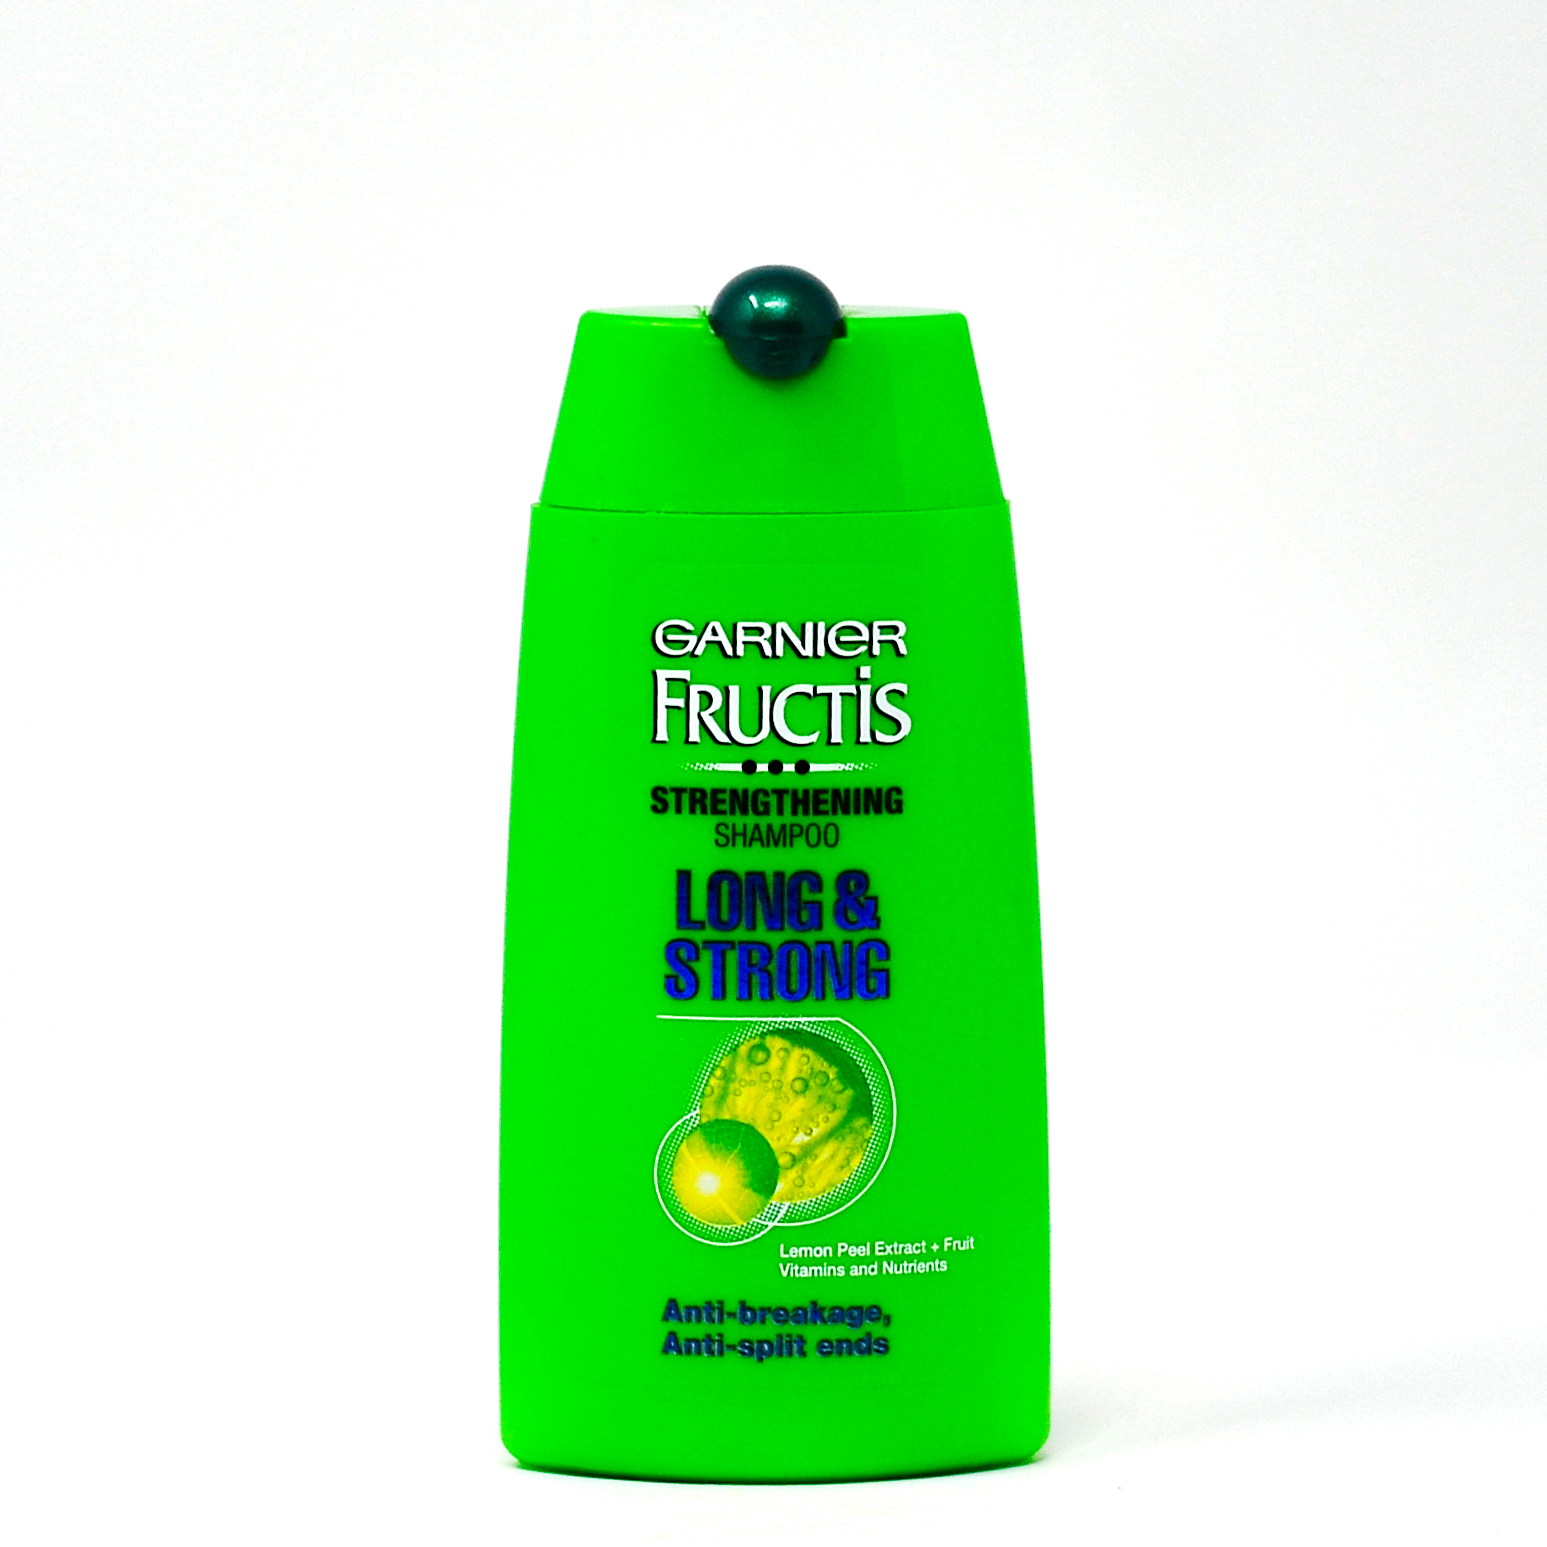 GARNIER
FRUCTIS
STRENGTHENING
SHAMPOO
LONG &
STRONG
Lemon Peel Extract + Fruit
Vitamins and Nutrients
Anti-breakage,
Anti-split ends